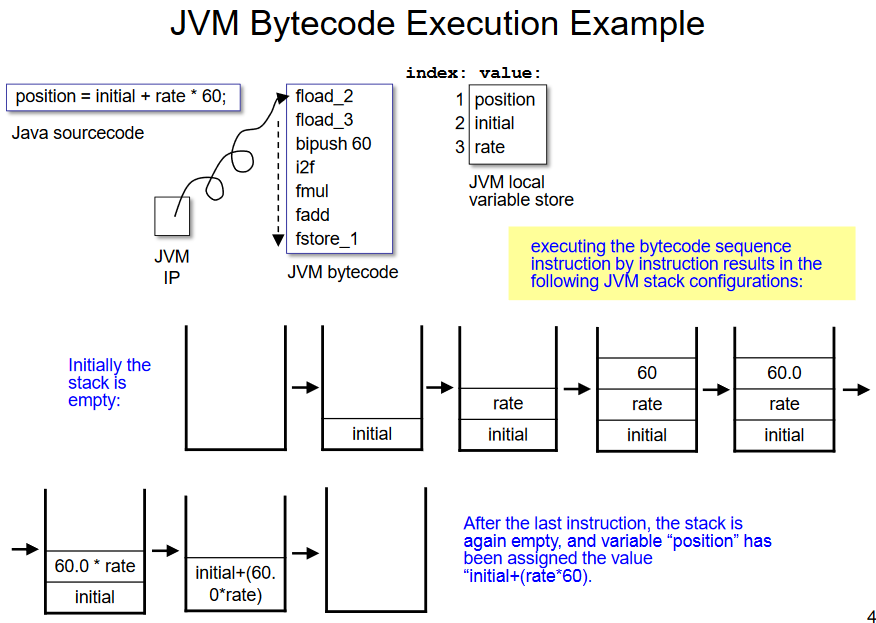 JVM Bytecode Execution Example
index: value:
position = initial + rate * 60;
Java sourcecode
fload_2
fload_3
bipush 60
i2f
fmul
fadd
fstore_1
JVM bytecode
JVM
IP
1 position
2 initial
3 rate
JVM local
variable store
executing the bytecode sequence
instruction by instruction results in the
following JVM stack configurations:
Initially the
stack is
empty:
initial
rate
initial
60
rate
initial
60.0
rate
initial
60.0 * rate
initial
initial+(60.
0*rate)
After the last instruction, the stack is
again empty, and variable “position” has
been assigned the value
“initial+(rate*60).
4